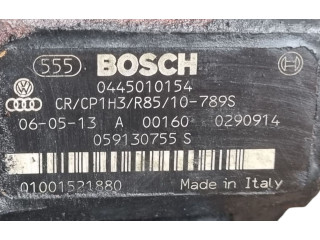 555 BOSCH
0445010154
CR/CP1H3/R85/10-789S
06-05-13 A 00160 0290914
059130755 S
01001521880 Made in Italy